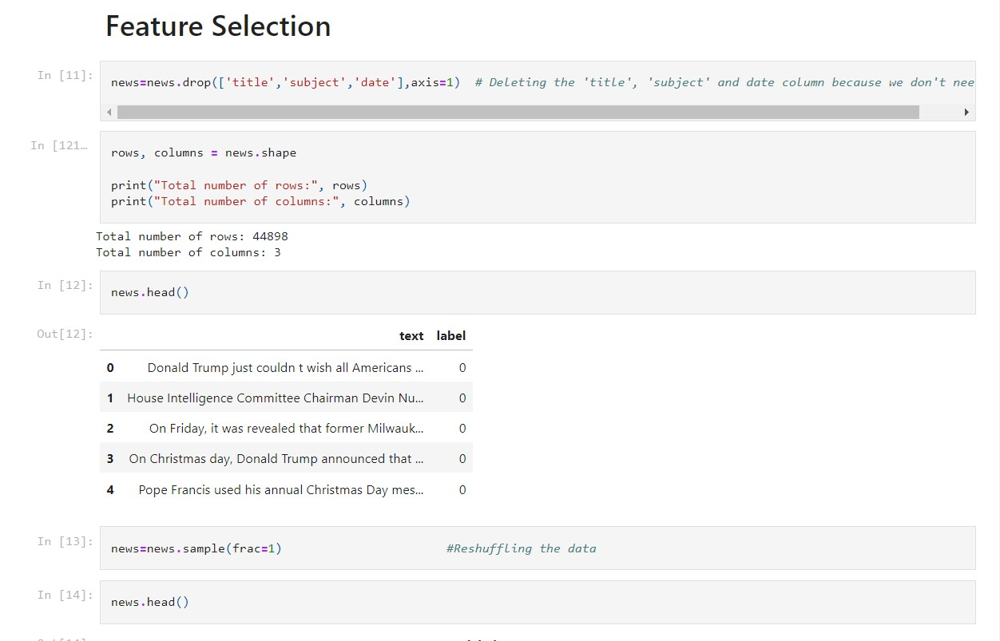 Feature Selection
In [11]:
news=news.drop(['title','subject','date'],axis=1)  # Deleting the 'title', 'subject' and date column because we don't nee
In [121…
rows, columns = news.shape
print("Total number of rows:", rows)
print("Total number of columns:", columns)
Total number of rows: 44898
Total number of columns: 3
In [12]:
news.head()
Out[12]:
text label
0 Donald Trump just couldn t wish all Americans ... 0
1 House Intelligence Committee Chairman Devin Nu... 0
2 On Friday, it was revealed that former Milwauk... 0
3 On Christmas day, Donald Trump announced that ... 0
4 Pope Francis used his annual Christmas Day mes... 0
In [13]:
news=news.sample(frac=1) #Reshuffling the data
In [14]:
news.head()